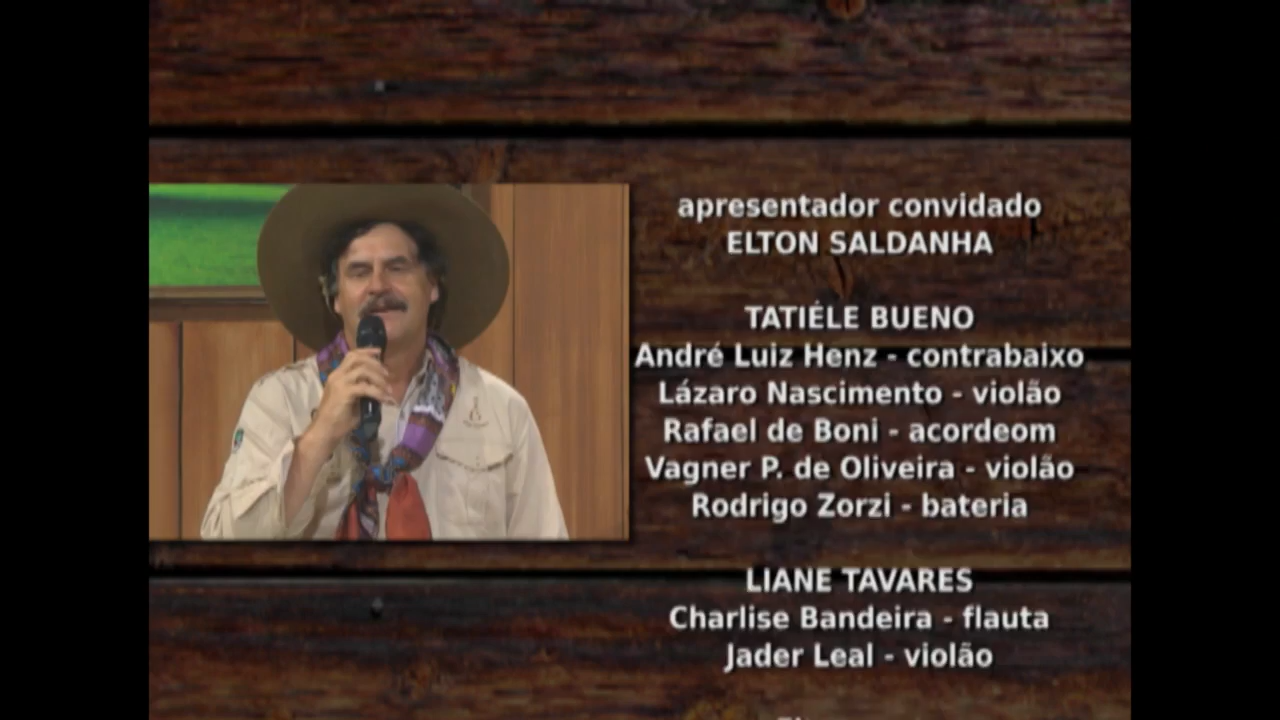 apresentador convidado
ELTON SALDANHA
TATIÉLE BUENO
André Luiz Henz - contrabaixo
Lázaro Nascimento - violão
Rafael de Boni - acordeom
Vagner P. de Oliveira - violão
Rodrigo Zorzi - bateria
LIANE TAVARES
Charlise Bandeira - flauta
Jader Leal - violão